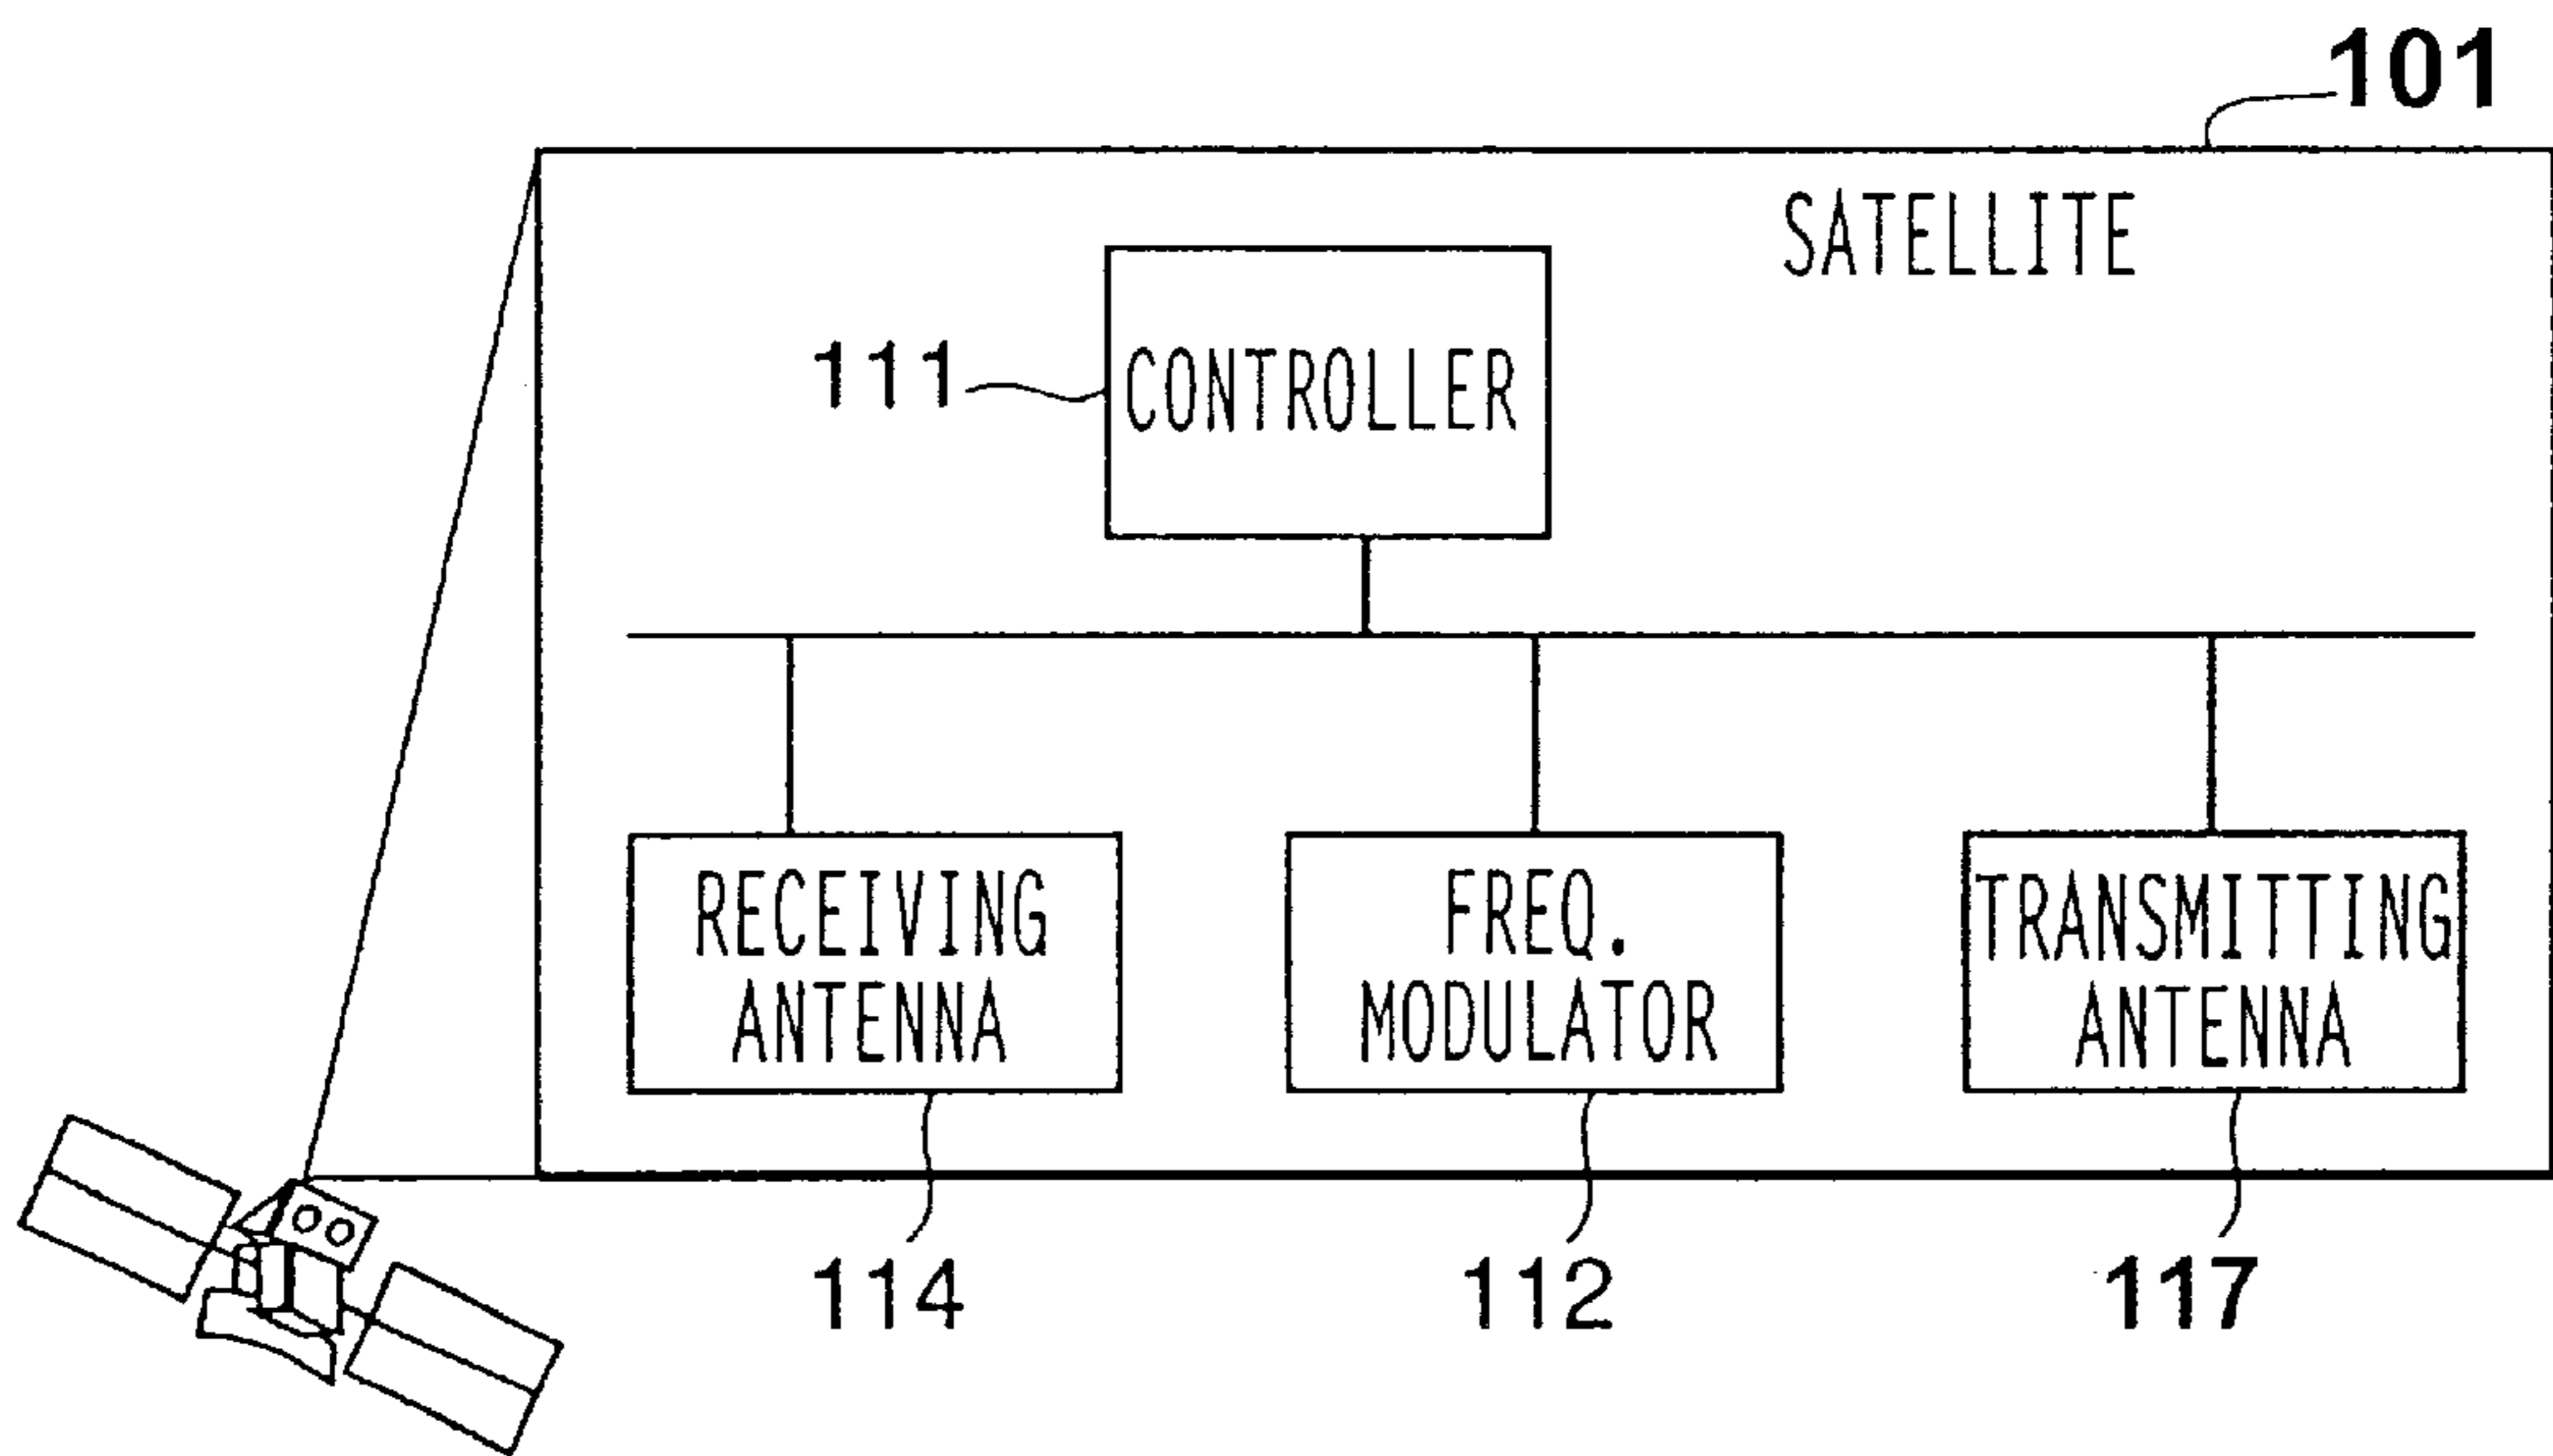 101
SATELLITE
111
CONTROLLER
RECEIVING
ANTENNA
FREQ.
MODULATOR
TRANSMITTING
ANTENNA
114
112
117